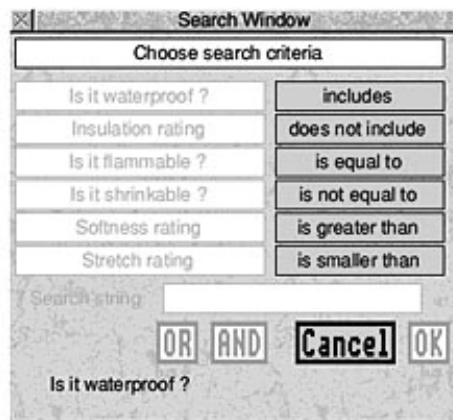 Search Window
Choose search criteria
Is it waterproof ? includes
Insulation rating does not include
Is it flammable ? is equal to
Is it shrinkable ? is not equal to
Softness rating is greater than
Stretch rating is smaller than
Search string
OR AND Cancel OK
Is it waterproof ?